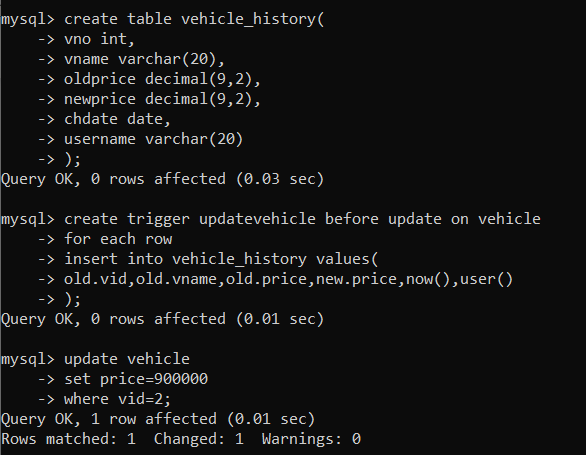 mysql> create table vehicle_history(
    -> vno int,
    -> vname varchar(20),
    -> oldprice decimal(9,2),
    -> newprice decimal(9,2),
    -> chdate date,
    -> username varchar(20)
    -> );
Query OK, 0 rows affected (0.03 sec)

mysql> create trigger updatevehicle before update on vehicle
    -> for each row
    -> insert into vehicle_history values(
    -> old.vid,old.vname,old.price,new.price,now(),user()
    -> );
Query OK, 0 rows affected (0.01 sec)

mysql> update vehicle
    -> set price=900000
    -> where vid=2;
Query OK, 1 row affected (0.01 sec)
Rows matched: 1  Changed: 1  Warnings: 0